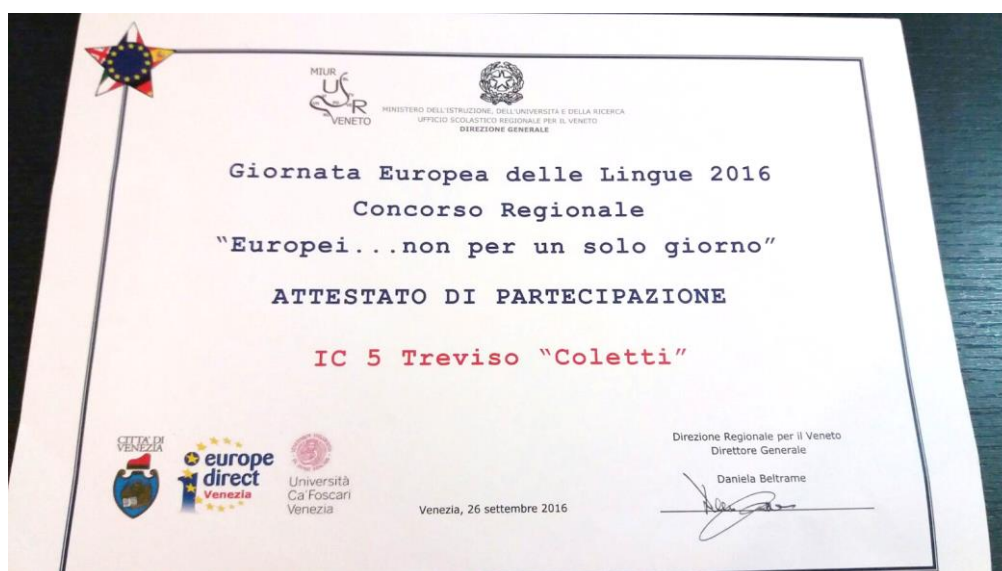 MIUR
USR
VENETO
MINISTERO DELL'ISTRUZIONE, DELL'UNIVERSITÀ E DELLA RICERCA
UFFICIO SCOLASTICO REGIONALE PER IL VENETO
DIREZIONE GENERALE
Giornata Europea delle Lingue 2016
Concorso Regionale
"Europei...non per un solo giorno"
ATTESTATO DI PARTECIPAZIONE
IC 5 Treviso "Coletti"
CITTA' DI
VENEZIA
europe
direct
Venezia
Università
Ca'Foscari
Venezia
Venezia, 26 settembre 2016
Direzione Regionale per il Veneto
Direttore Generale
Daniela Beltrame